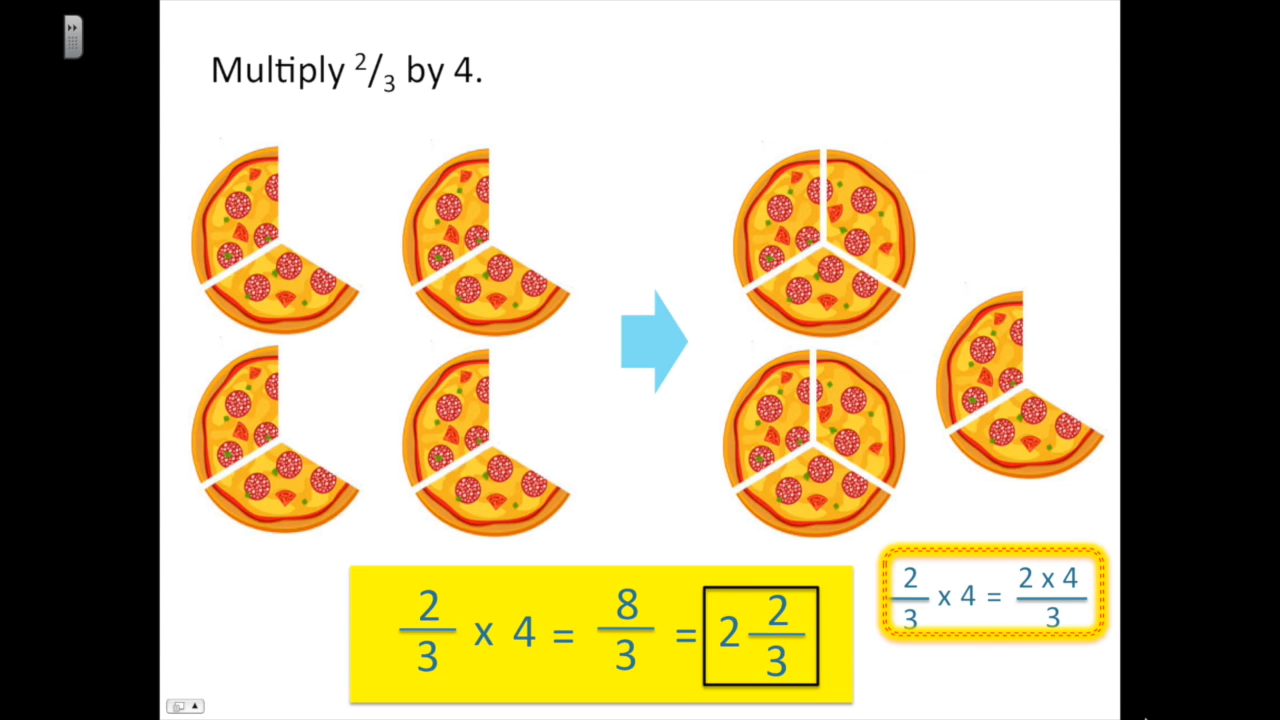 Multiply 2/3 by 4.
2/3 x 4 = 8/3 = 2 2/3
2/3 x 4 = 2 x 4/3